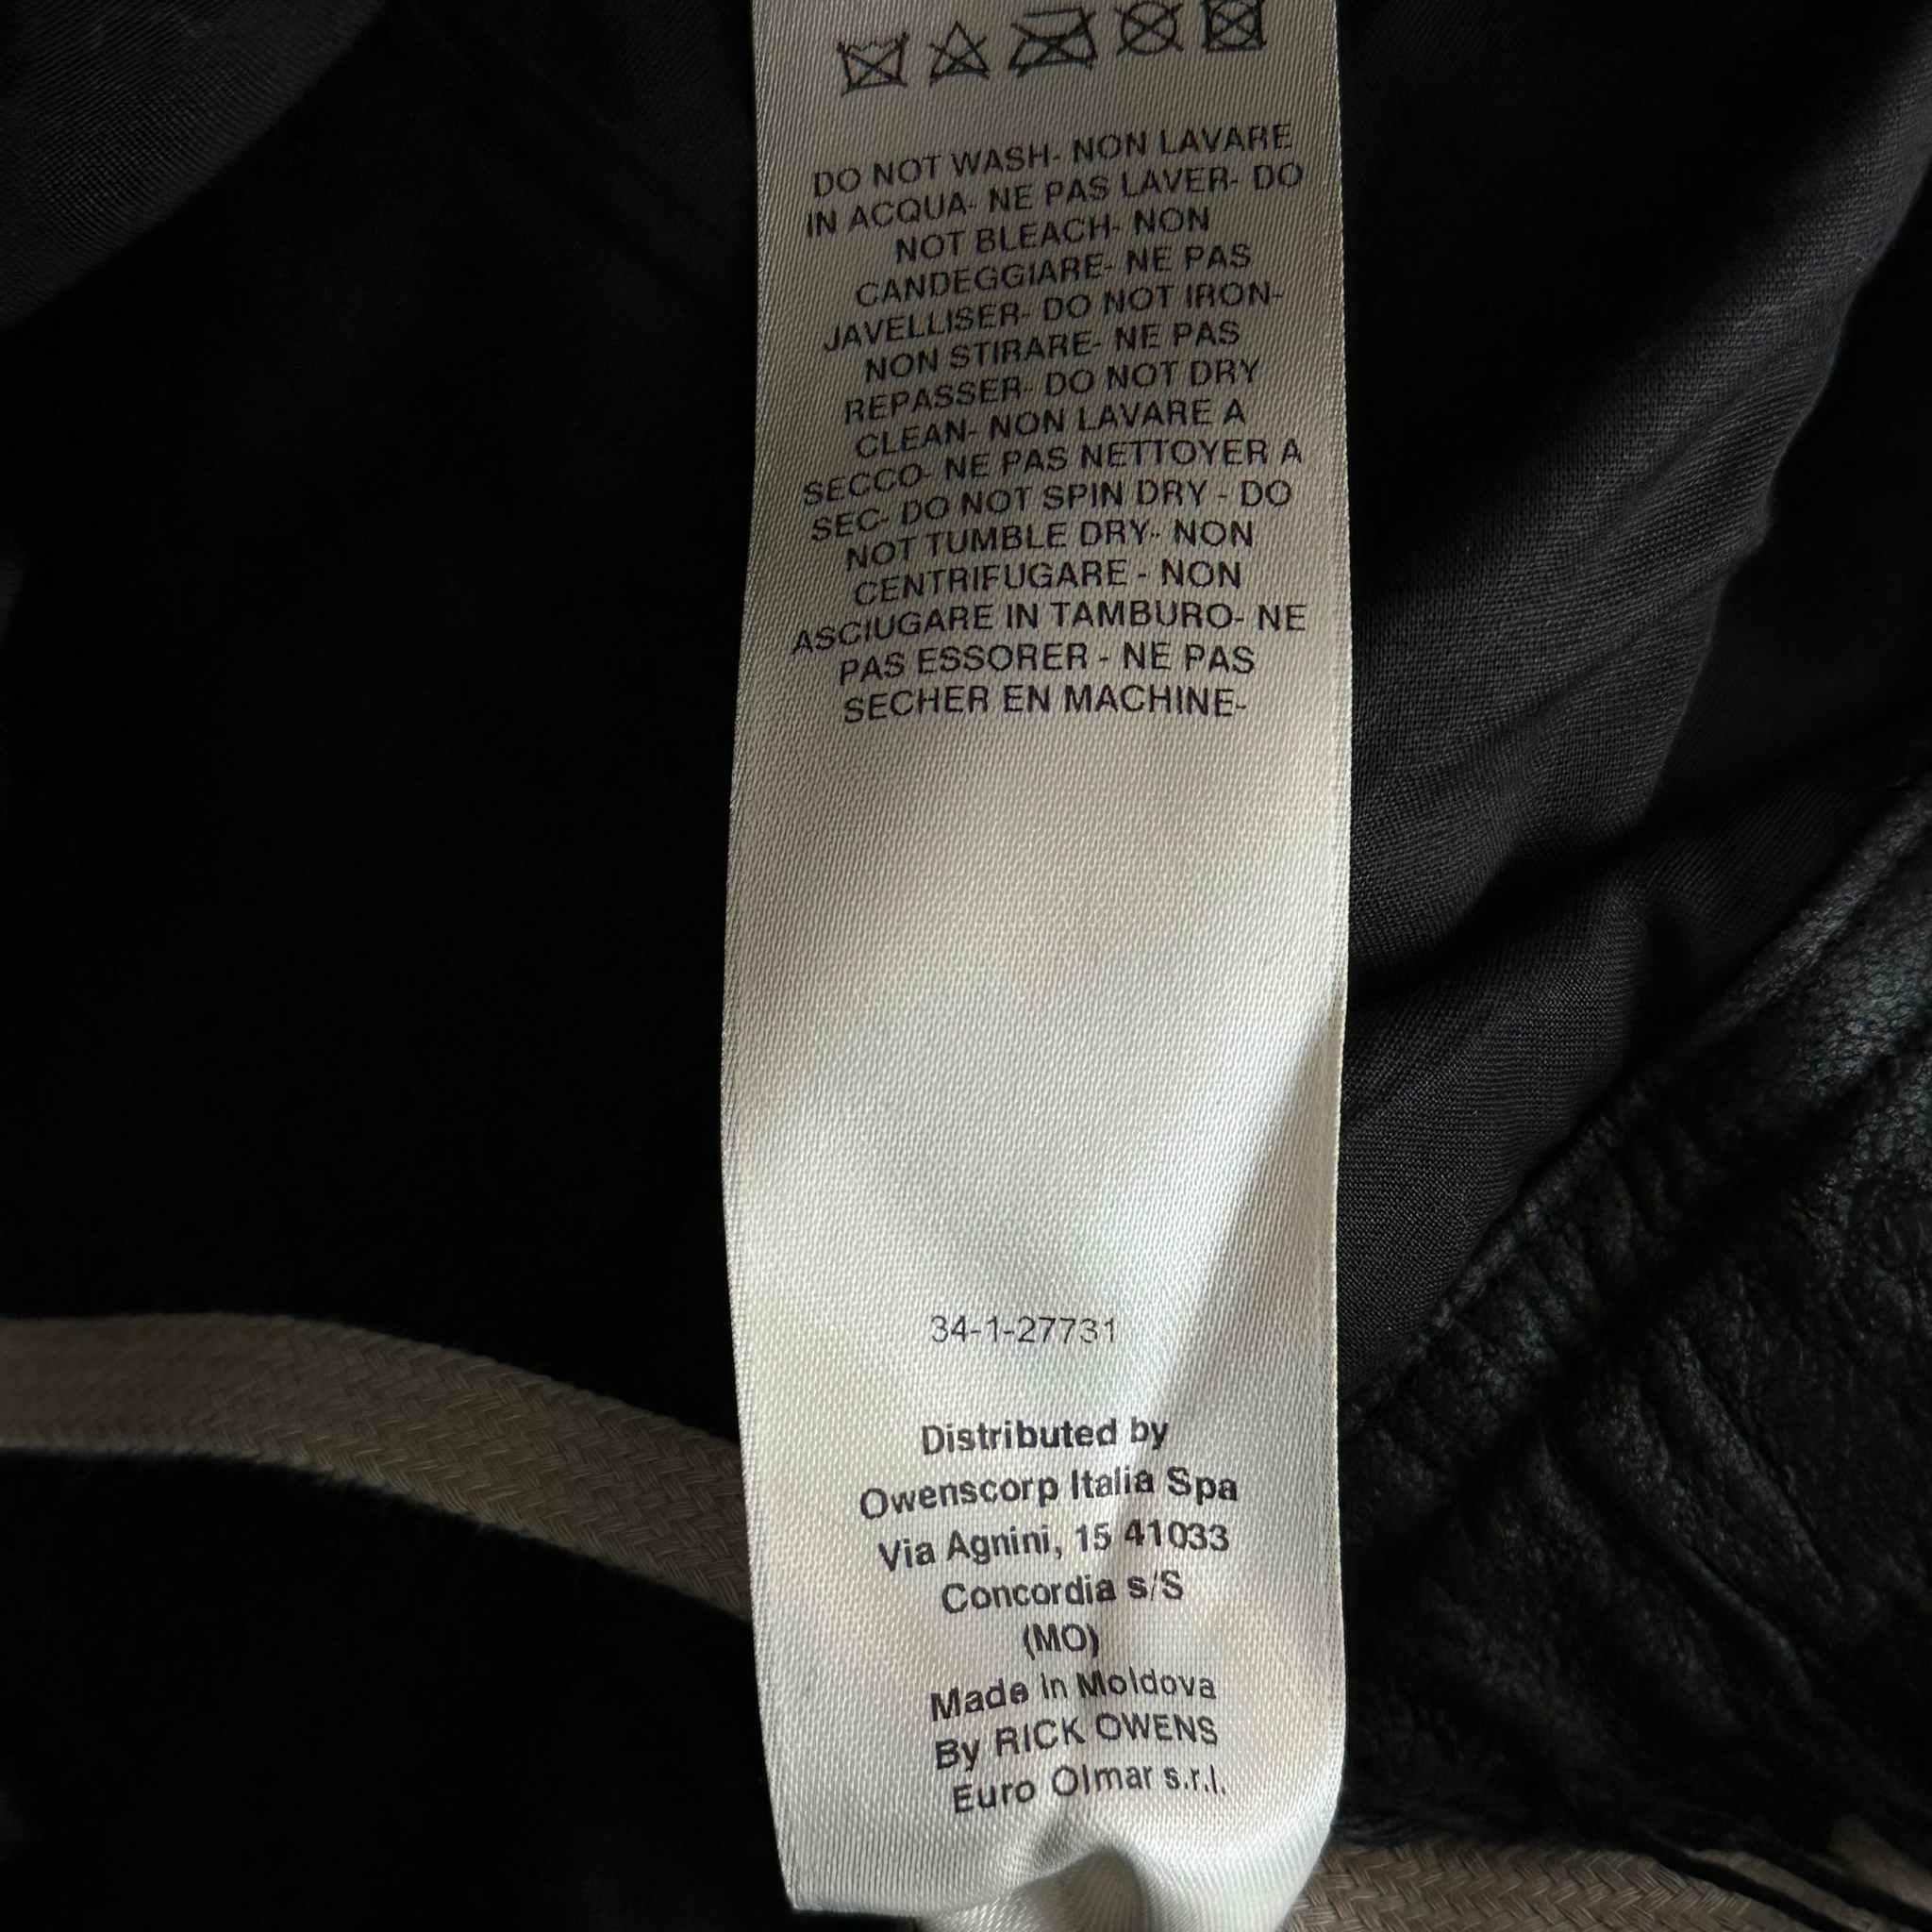 DO NOT WASH- NON LAVARE
IN ACQUA- NE PAS LAVER- DO
NOT BLEACH- NON
CANDEGGIARE- NE PAS
JAVELLISER- DO NOT IRON-
NON STIRARE- NE PAS
REPASSER- DO NOT DRY
CLEAN- NON LAVARE A
SECCO- NE PAS NETTOYER A
SEC- DO NOT SPIN DRY - DO
NOT TUMBLE DRY- NON
CENTRIFUGARE - NON
ASCIUGARE IN TAMBURO- NE
PAS ESSORER - NE PAS
SECHER EN MACHINE-
34-1-27731
Distributed by
Owenscorp Italia Spa
Via Agnini, 15 41033
Concordia s/S
(MO)
Made in Moldova
By RICK OWENS
Euro Olmar s.r.l.